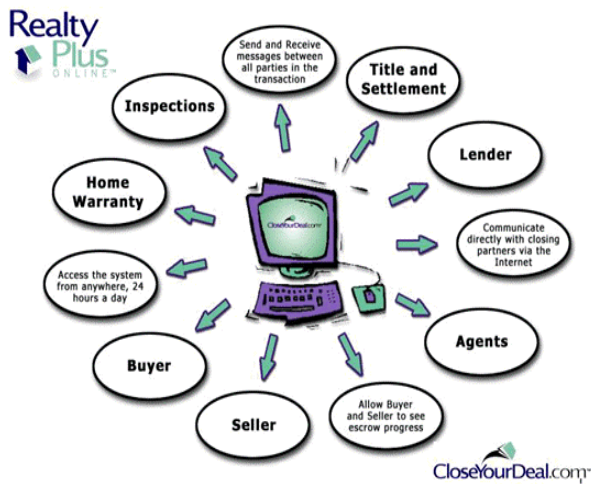 Realty
Plus
ONLINE™
Send and Receive
messages between
all parties in the
transaction
Title and
Settlement
Inspections
Lender
Home
Warranty
CloseYourDeal.com
Communicate
directly with closing
partners via the
Internet
Access the system
from anywhere, 24
hours a day
Agents
Buyer
Allow Buyer
and Seller to see
escrow progress
Seller
CloseYourDeal.com™